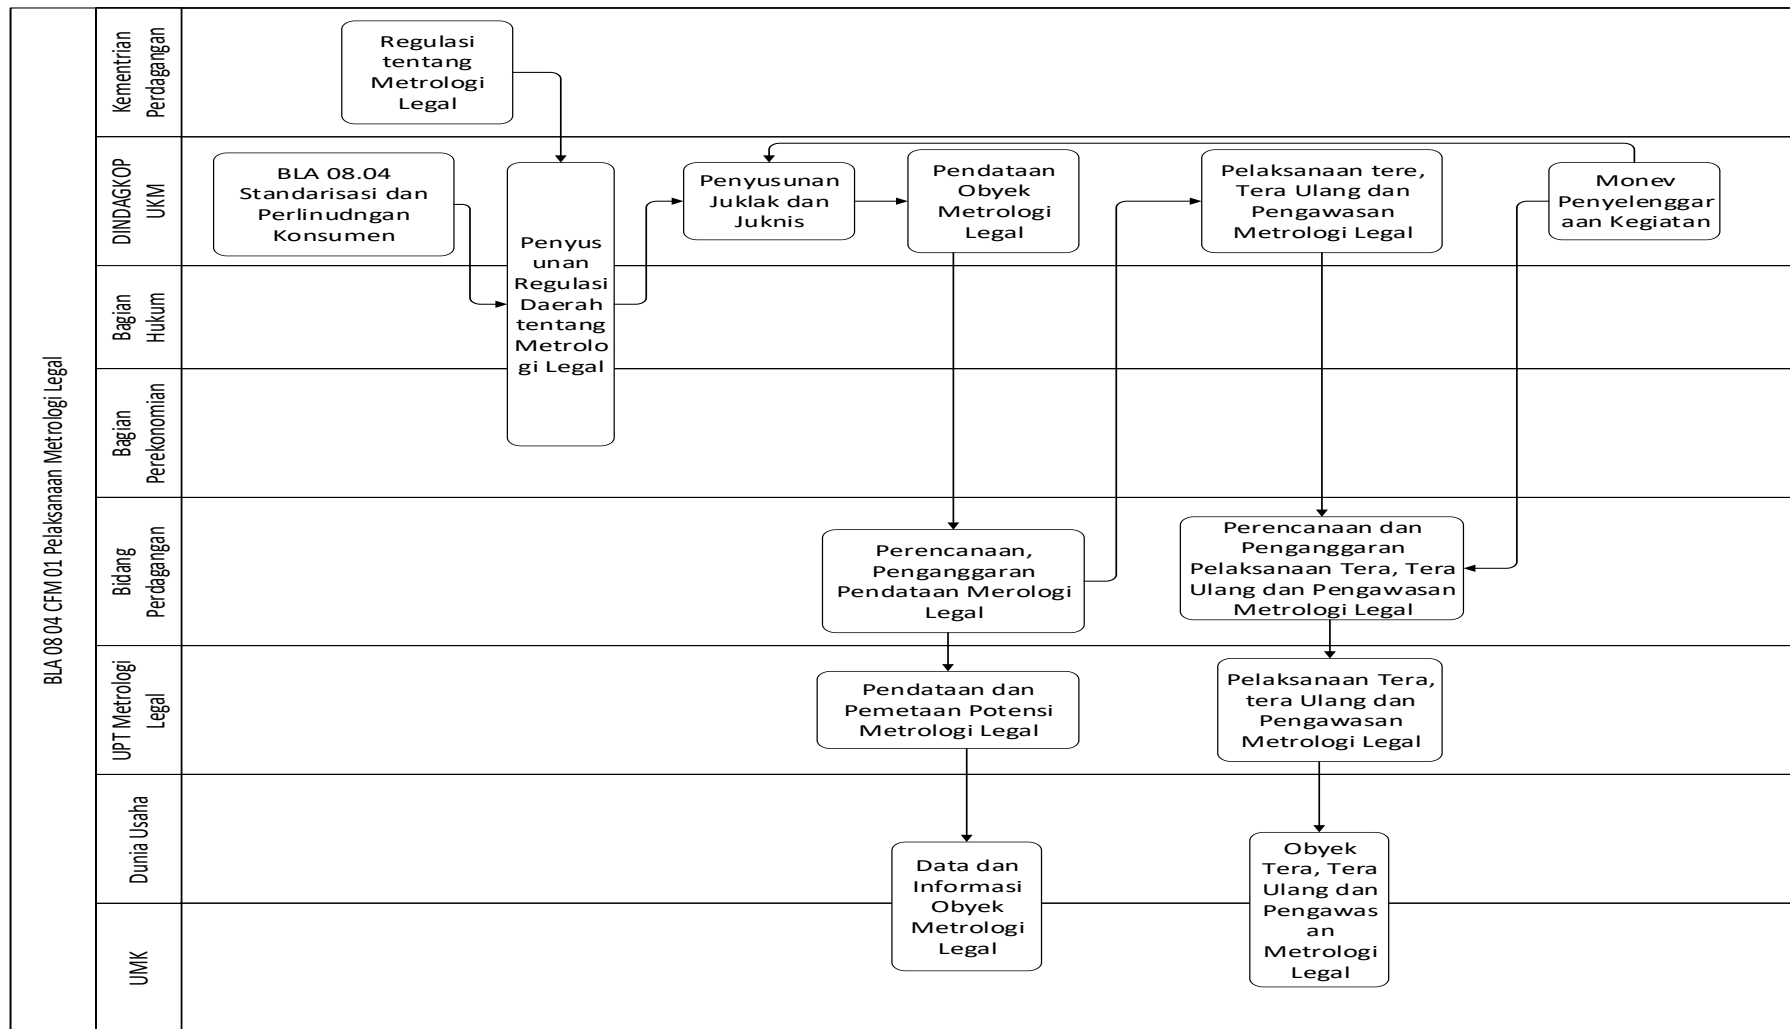 BLA 08 04 CFM 01 Pelaksanaan Metrologi Legal
Kementrian
Perdagangan
Regulasi
tentang
Metrologi
Legal
DINDAGKOP
UKM
BLA 08.04
Standarisasi dan
Perlinudngan
Konsumen
Penyus
unan
Regulasi
Daerah
tentang
Metrolo
gi Legal
Penyusunan
Juklak dan
Juknis
Pendataan
Obyek
Metrologi
Legal
Pelaksanaan tere,
Tera Ulang dan
Pengawasan
Metrologi Legal
Monev
Penyelenggar
aan Kegiatan
Bagian
Hukum
Bagian
Perekonomian
Bidang
Perdagangan
Perencanaan,
Penganggaran
Pendataan Merologi
Legal
Perencanaan dan
Penganggaran
Pelaksanaan Tera, Tera
Ulang dan Pengawasan
Metrologi Legal
UPT Metrologi
Legal
Pendataan dan
Pemetaan Potensi
Metrologi Legal
Pelaksanaan Tera,
tera Ulang dan
Pengawasan
Metrologi Legal
Dunia Usaha
Data dan
Informasi
Obyek
Metrologi
Legal
Obyek
Tera, Tera
Ulang dan
Pengawas
an
Metrologi
Legal
UMK